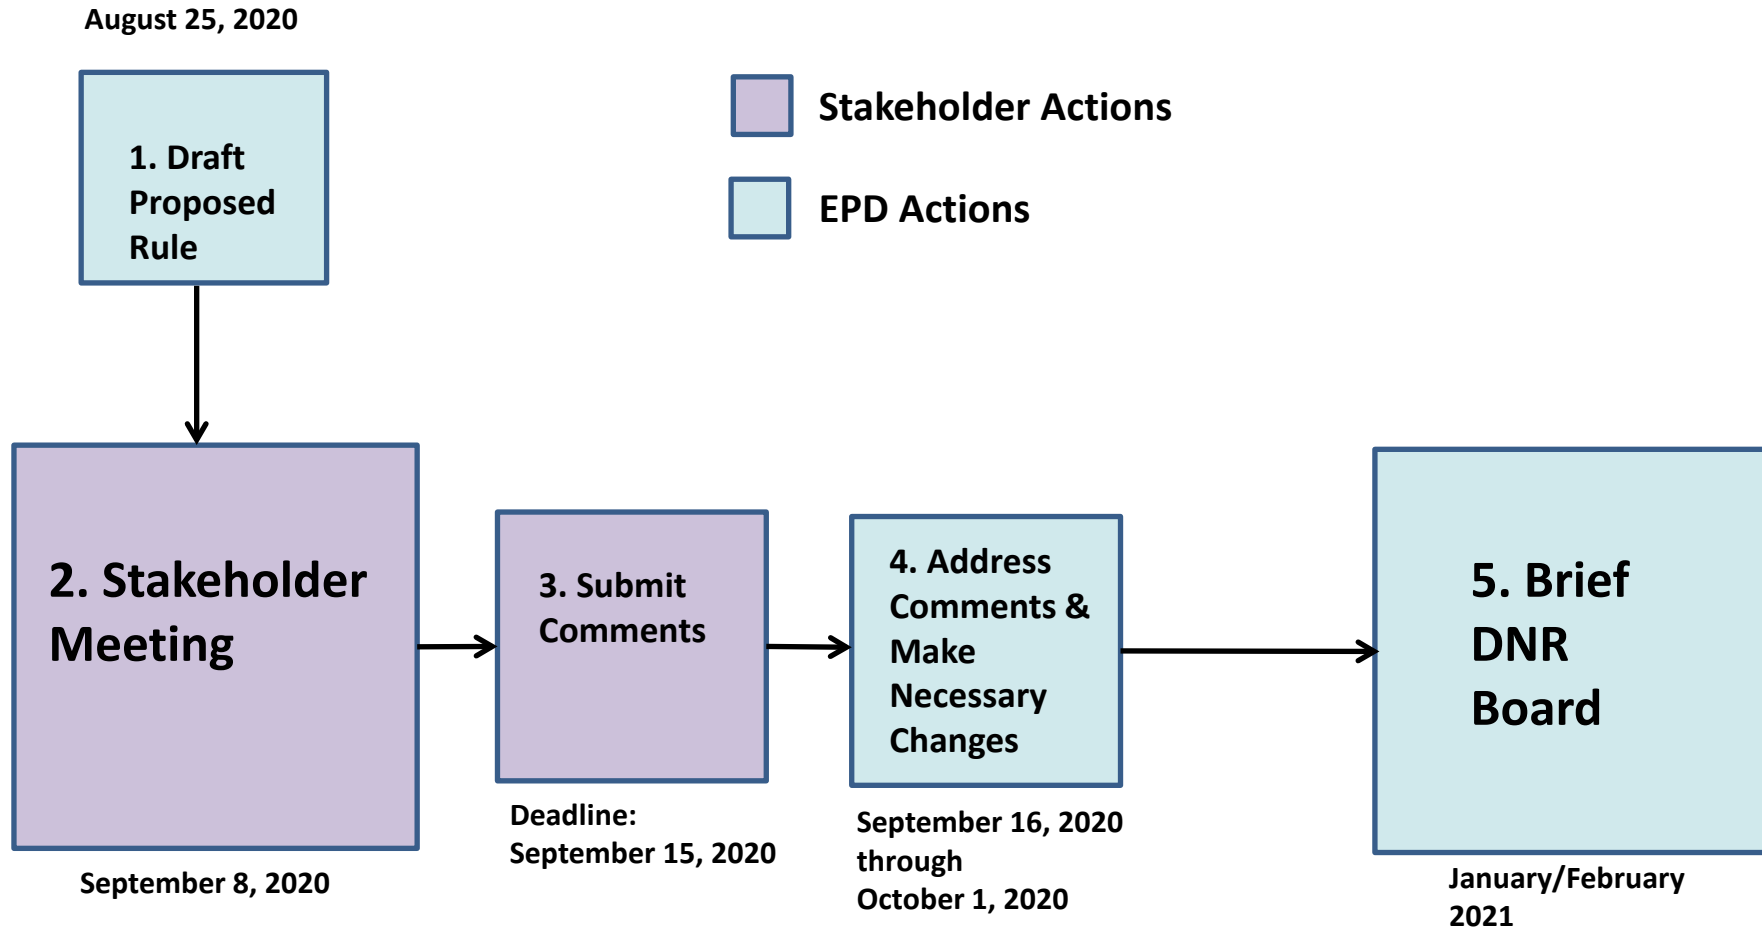 August 25, 2020
1. Draft
Proposed
Rule
Stakeholder Actions
EPD Actions
2. Stakeholder
Meeting
September 8, 2020
3. Submit
Comments
Deadline:
September 15, 2020
4. Address
Comments &
Make
Necessary
Changes
September 16, 2020
through
October 1, 2020
5. Brief
DNR
Board
January/February
2021